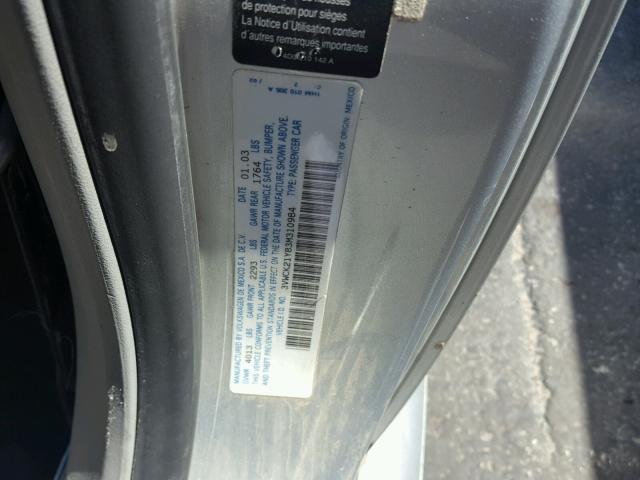 de protection pour sièges
La Notice d'Utilisation contient
d'autres remarques importantes
142 A
MANUFACTURED BY VOLKSWAGEN DE MEXICO S.A. DE C.V. DATE 01.03
GVWR 4013 LBS GAWR FRONT 2293 LBS GAWR REAR 1764 LBS
THIS VEHICLE CONFORMS TO ALL APPLICABLE U.S. FEDERAL MOTOR VEHICLE SAFETY, BUMPER,
AND THEFT PREVENTION STANDARDS IN EFFECT ON THE DATE OF MANUFACTURE SHOWN ABOVE.
VEHICLE I.D. NO.: 3VWCK21Y83M310984 TYPE: PASSENGER CAR
COUNTRY OF ORIGIN: MEXICO